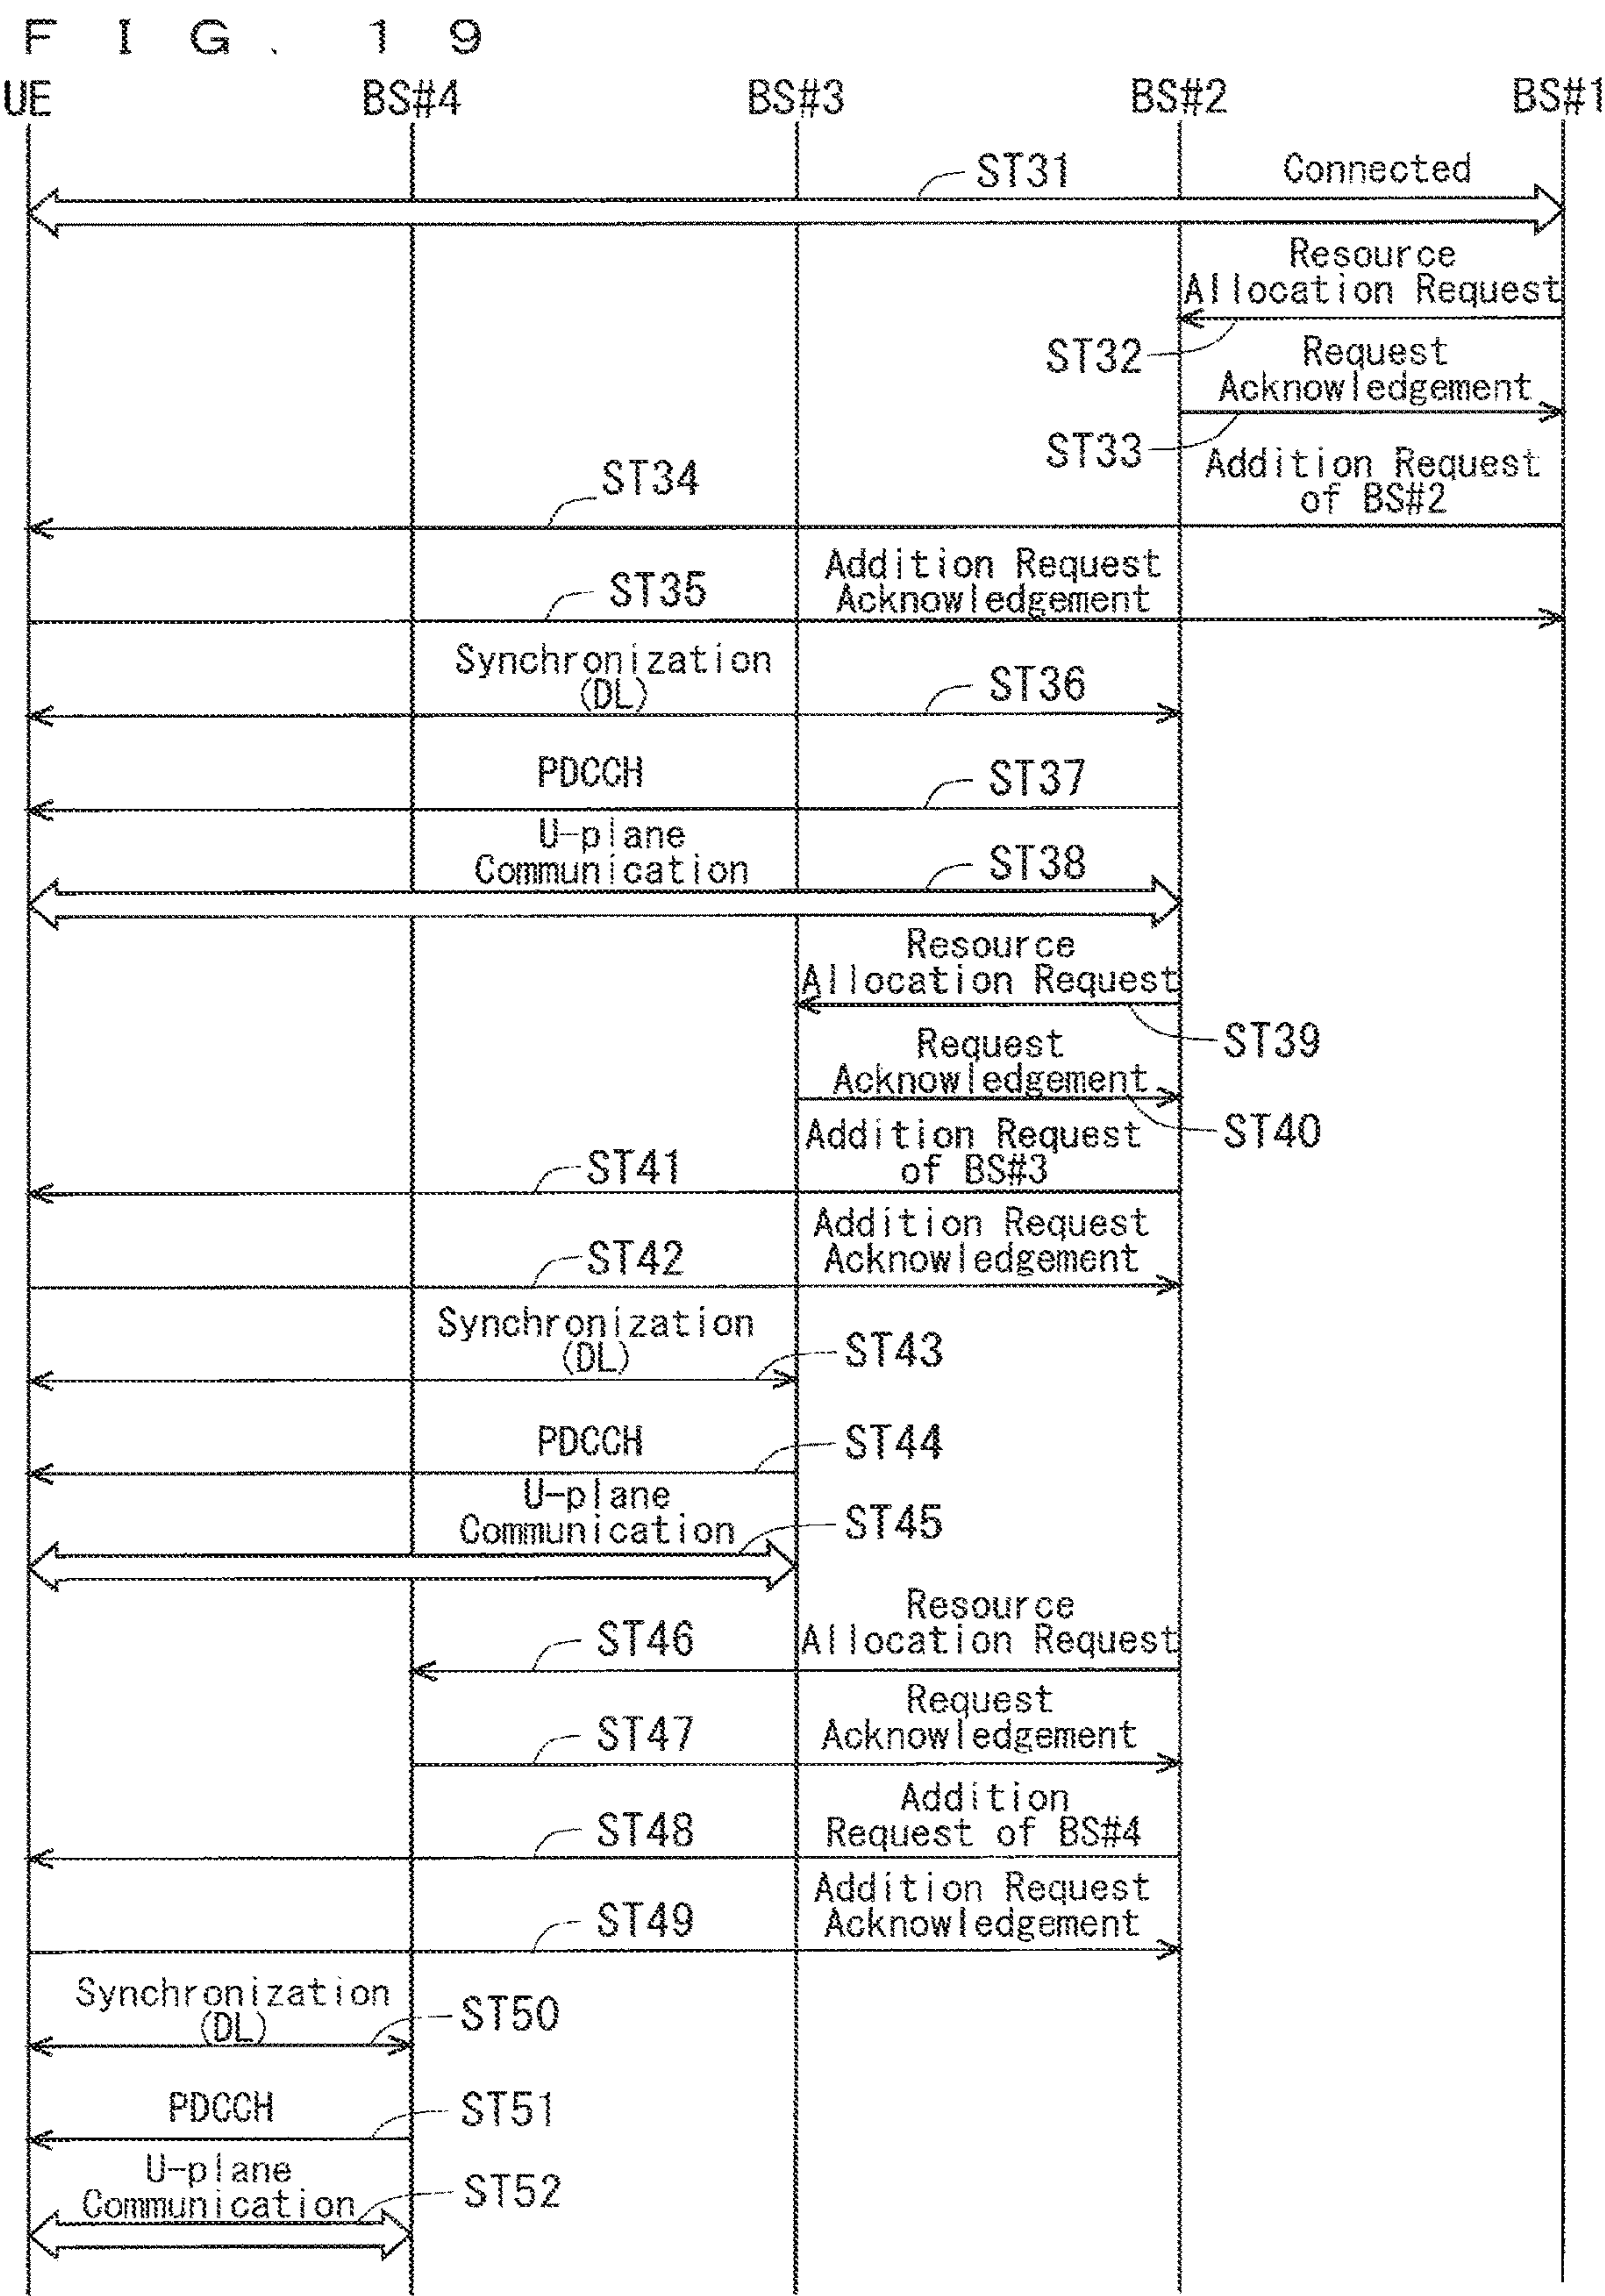 FIG. 19
UE BS#4 BS#3 BS#2 BS#1
ST31 Connected
Resource
Allocation Request
ST32
Request
Acknowledgement
ST33
Addition Request
of BS#2
ST34
Addition Request
Acknowledgement
ST35
Synchronization
(DL)
ST36
PDCCH
ST37
U-plane
Communication
ST38
Resource
Allocation Request
ST39
Request
Acknowledgement
ST40
Addition Request
of BS#3
ST41
Addition Request
Acknowledgement
ST42
Synchronization
(DL)
ST43
PDCCH
ST44
U-plane
Communication
ST45
Resource
Allocation Request
ST46
Request
Acknowledgement
ST47
Addition
Request of BS#4
ST48
Addition Request
Acknowledgement
ST49
Synchronization
(DL)
ST50
PDCCH
ST51
U-plane
Communication
ST52